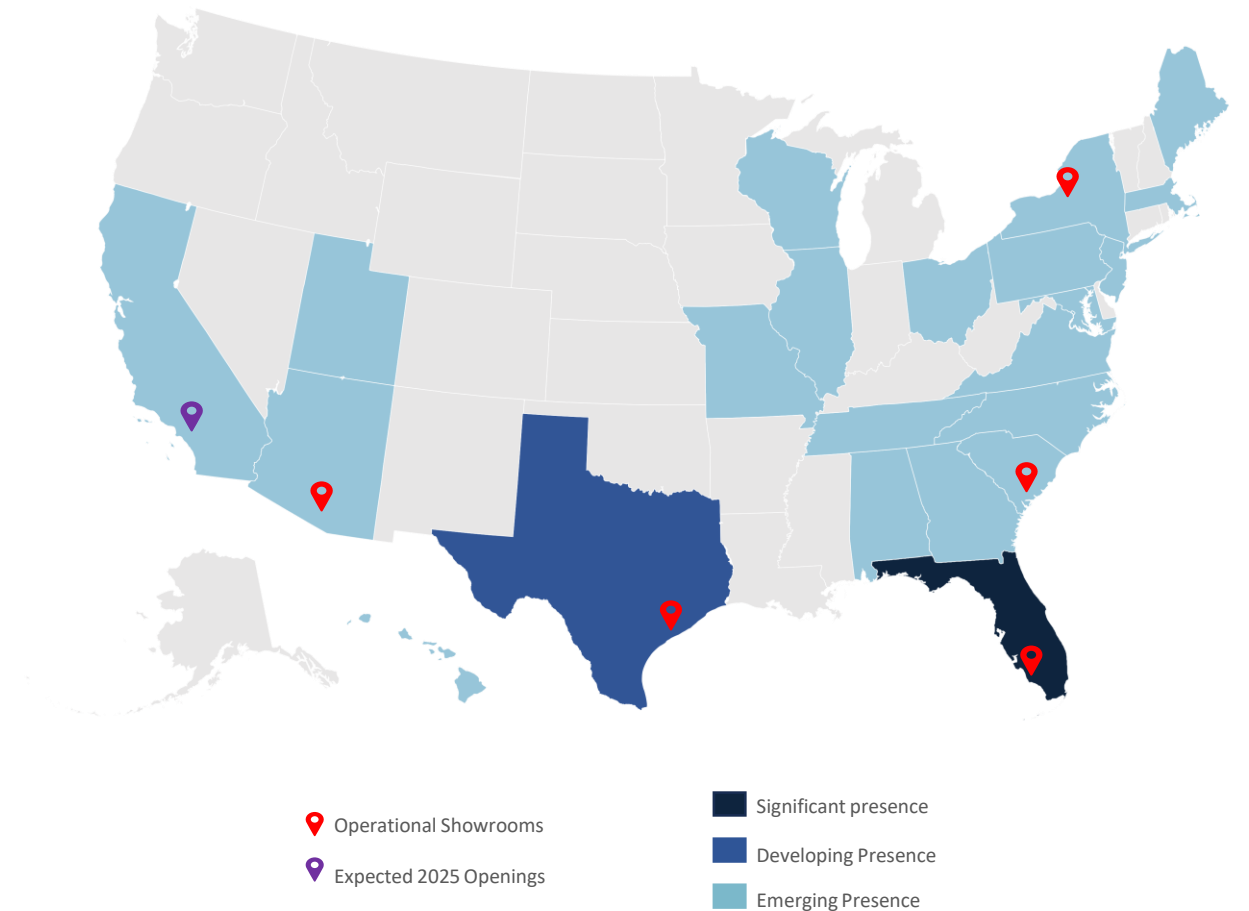 Operational Showrooms
Expected 2025 Openings
Significant presence
Developing Presence
Emerging Presence